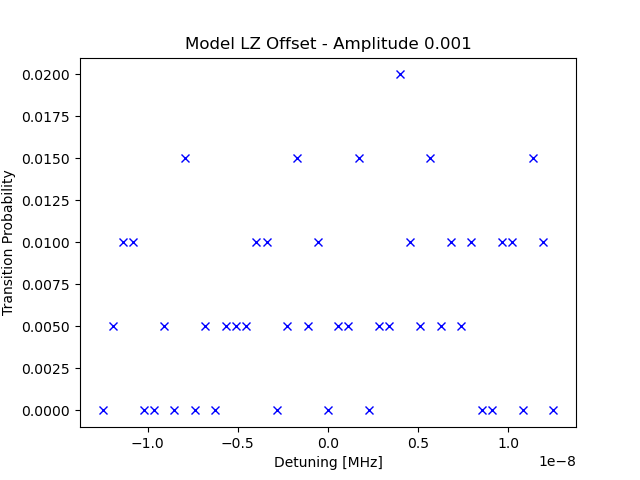 Model LZ Offset - Amplitude 0.001
Transition Probability
0.0200
0.0175
0.0150
0.0125
0.0100
0.0075
0.0050
0.0025
0.0000
−1.0 −0.5 0.0 0.5 1.0
1e−8
Detuning [MHz]